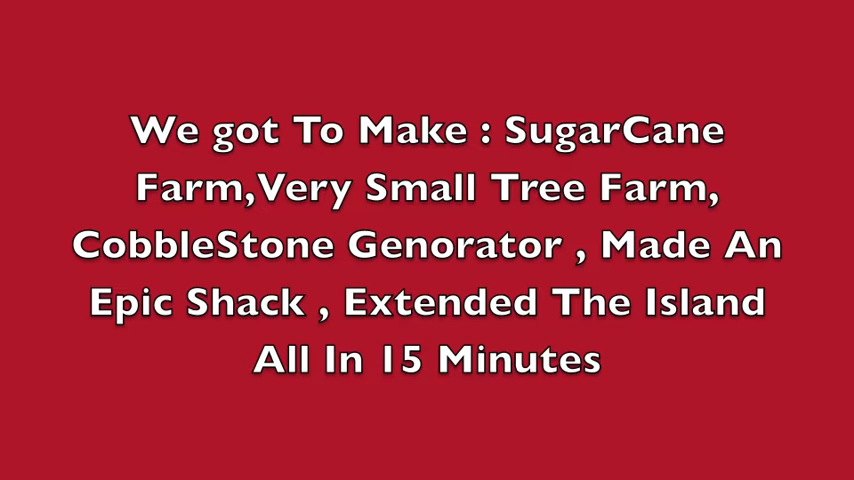 We got To Make : SugarCane
Farm,Very Small Tree Farm,
CobbleStone Genorator , Made An
Epic Shack , Extended The Island
All In 15 Minutes